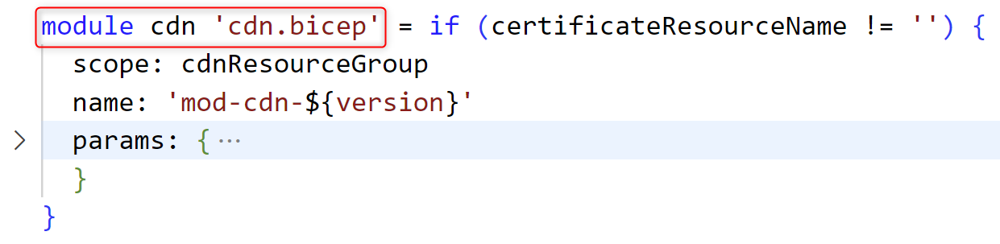 module cdn 'cdn.bicep' = if (certificateResourceName != '') {
  scope: cdnResourceGroup
  name: 'mod-cdn-${version}'
  params: {···
  }
}